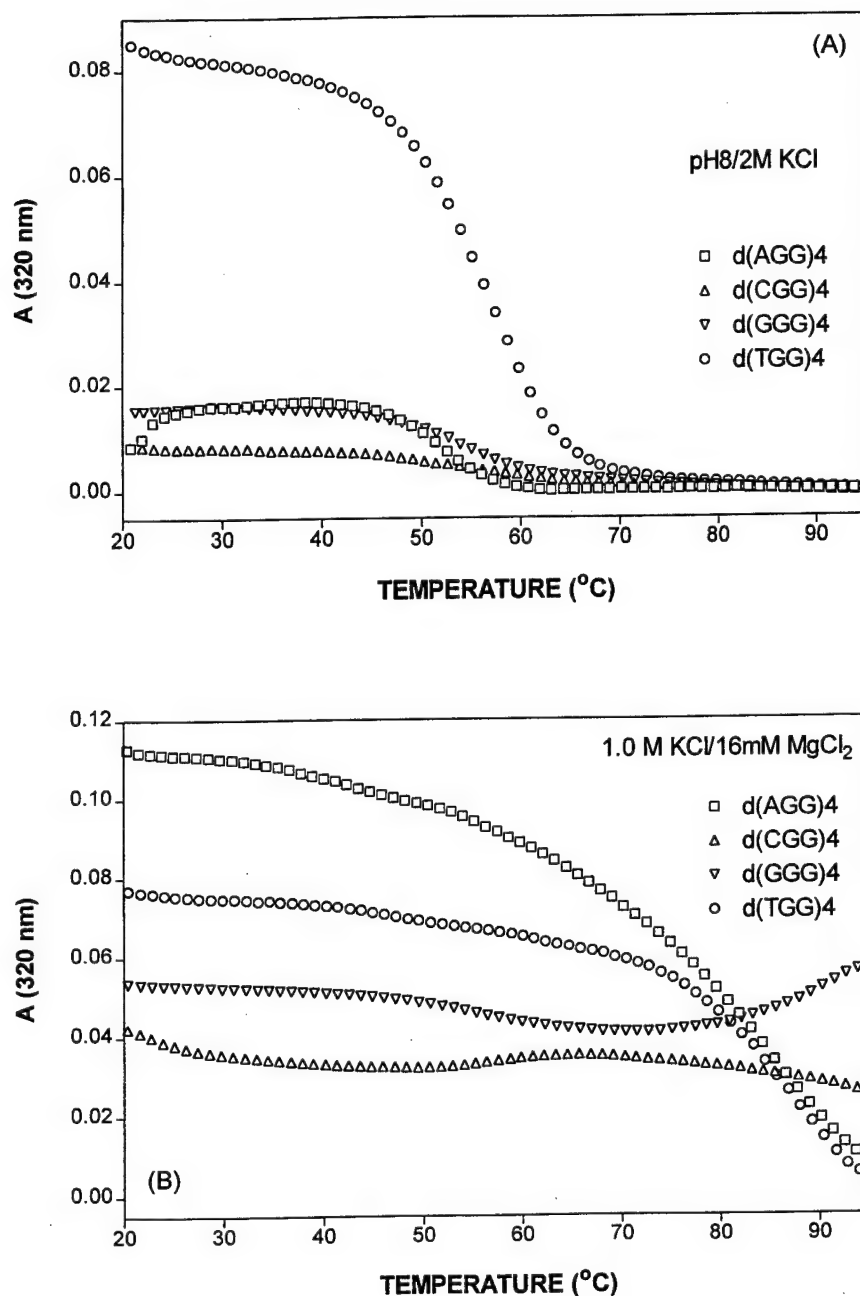 (A)
0.08
0.06
0.04
0.02
0.00
A (320 nm)
pH8/2M KCl
d(AGG)4
d(CGG)4
d(GGG)4
d(TGG)4
20 30 40 50 60 70 80 90
TEMPERATURE (°C)
0.12
0.10
0.08
0.06
0.04
0.02
0.00
A (320 nm)
1.0 M KCl/16mM MgCl₂
d(AGG)4
d(CGG)4
d(GGG)4
d(TGG)4
(B)
20 30 40 50 60 70 80 90
TEMPERATURE (°C)